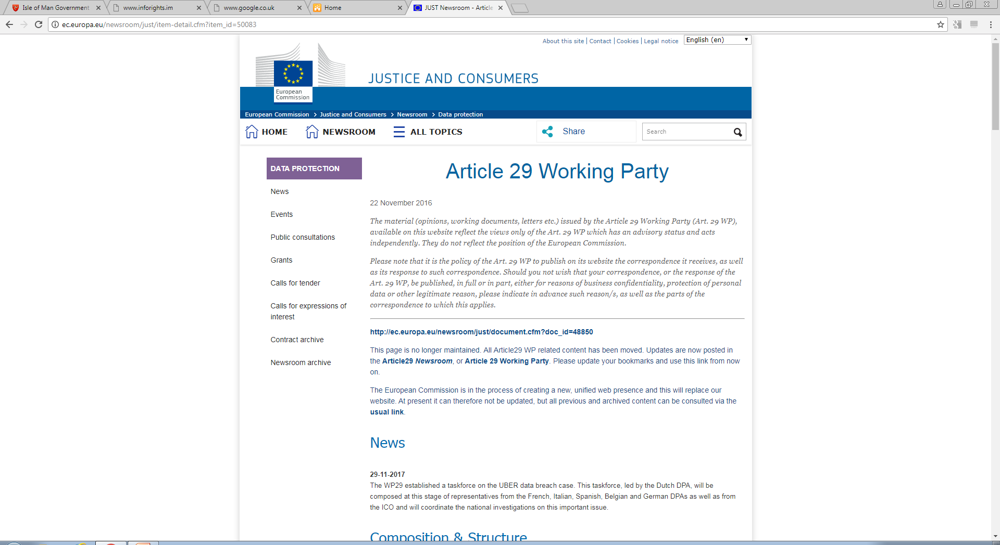 Isle of Man Government
www.inforights.im
www.google.co.uk
Home
JUST Newsroom - Article
ec.europa.eu/newsroom/just/item-detail.cfm?item_id=50083
About this site | Contact | Cookies | Legal notice
English (en)
European
Commission
JUSTICE AND CONSUMERS
European Commission > Justice and Consumers > Newsroom > Data protection
HOME
NEWSROOM
ALL TOPICS
Share
Search
DATA PROTECTION
News
Events
Public consultations
Grants
Calls for tender
Calls for expressions of
interest
Contract archive
Newsroom archive
Article 29 Working Party
22 November 2016
The material (opinions, working documents, letters etc.) issued by the Article 29 Working Party (Art. 29 WP),
available on this website reflect the views only of the Art. 29 WP which has an advisory status and acts
independently. They do not reflect the position of the European Commission.
Please note that it is the policy of the Art. 29 WP to publish on its website the correspondence it receives, as well
as its response to such correspondence. Should you not wish that your correspondence, or the response of the
Art. 29 WP, be published, in full or in part, either for reasons of business confidentiality, protection of personal
data or other legitimate reason, please indicate in advance such reason/s, as well as the parts of the
correspondence to which this applies.
http://ec.europa.eu/newsroom/just/document.cfm?doc_id=48850
This page is no longer maintained. All Article29 WP related content has been moved. Updates are now posted in
the Article29 Newsroom, or Article 29 Working Party. Please update your bookmarks and use this link from now
on.
The European Commission is in the process of creating a new, unified web presence and this will replace our
website. At present it can therefore not be updated, but all previous and archived content can be consulted via the
usual link.
News
29-11-2017
The WP29 established a taskforce on the UBER data breach case. This taskforce, led by the Dutch DPA, will be
composed at this stage of representatives from the French, Italian, Spanish, Belgian and German DPAs as well as from
the ICO and will coordinate the national investigations on this important issue.
Composition & Structure